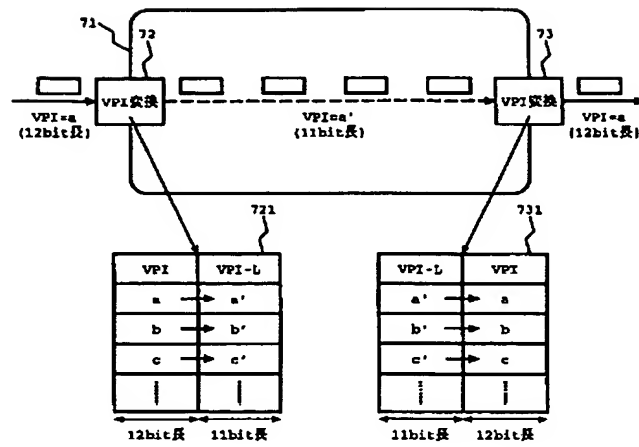 71
72
73
VPI変換
VPI変換
VPI=a
(12bit長)
VPI=a'
(11bit長)
VPI=a
(12bit長)
721
731
VPI VPI-L
a → a'
b → b'
c → c'
12bit長 11bit長
VPI-L VPI
a' → a
b' → b
c' → c
11bit長 12bit長